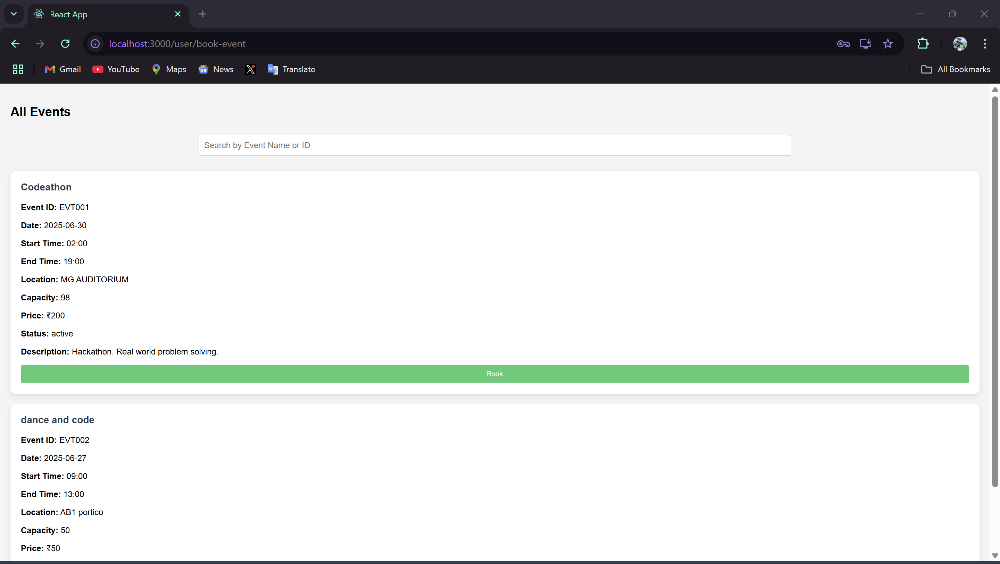 React App
localhost:3000/user/book-event
Gmail
YouTube
Maps
News
Translate
All Bookmarks
All Events
Search by Event Name or ID
Codeathon
Event ID: EVT001
Date: 2025-06-30
Start Time: 02:00
End Time: 19:00
Location: MG AUDITORIUM
Capacity: 98
Price: ₹200
Status: active
Description: Hackathon. Real world problem solving.
Book
dance and code
Event ID: EVT002
Date: 2025-06-27
Start Time: 09:00
End Time: 13:00
Location: AB1 portico
Capacity: 50
Price: ₹50